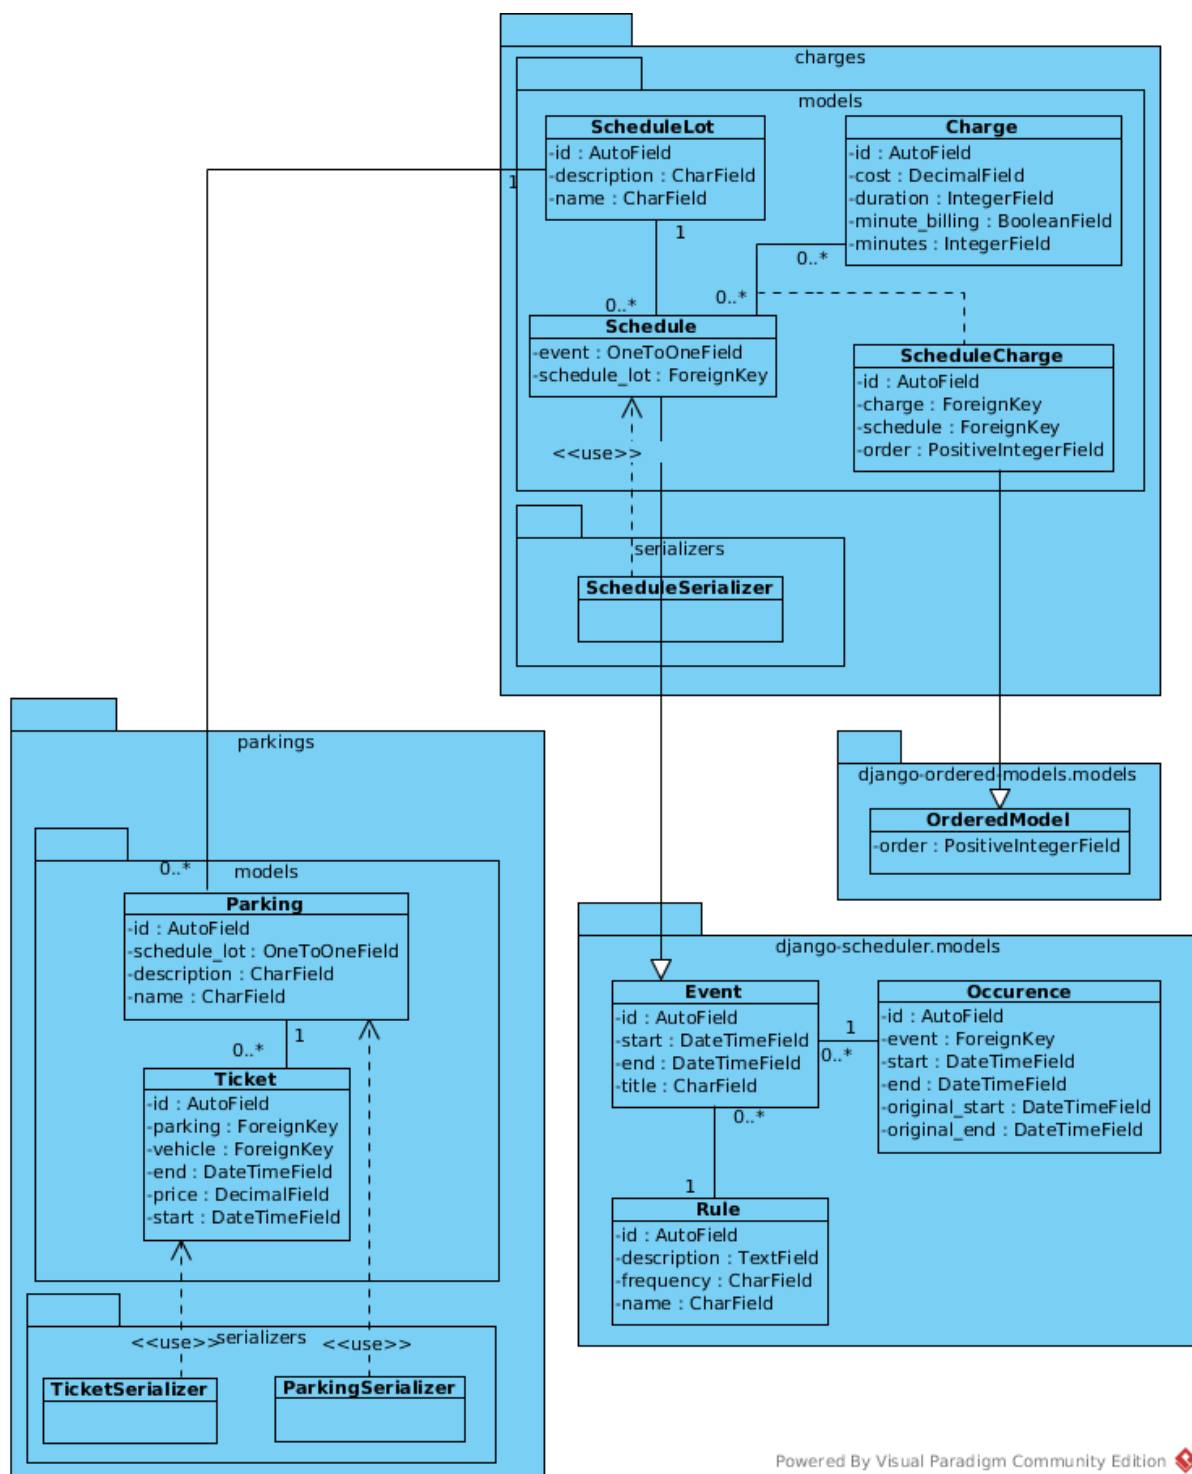 charges
models
ScheduleLot
-id : AutoField
-description : CharField
-name : CharField
Charge
-id : AutoField
-cost : DecimalField
-duration : IntegerField
-minute_billing : BooleanField
-minutes : IntegerField
1
1
0..*
0..*
0..*
Schedule
-event : OneToOneField
-schedule_lot : ForeignKey
ScheduleCharge
-id : AutoField
-charge : ForeignKey
-schedule : ForeignKey
-order : PositiveIntegerField
<<use>>
serializers
ScheduleSerializer
parkings
models
0..*
Parking
-id : AutoField
-schedule_lot : OneToOneField
-description : CharField
-name : CharField
1
0..*
Ticket
-id : AutoField
-parking : ForeignKey
-vehicle : ForeignKey
-end : DateTimeField
-price : DecimalField
-start : DateTimeField
serializers
<<use>>
<<use>>
TicketSerializer
ParkingSerializer
django-ordered-models.models
OrderedModel
-order : PositiveIntegerField
django-scheduler.models
Event
-id : AutoField
-start : DateTimeField
-end : DateTimeField
-title : CharField
1
0..*
Occurence
-id : AutoField
-event : ForeignKey
-start : DateTimeField
-end : DateTimeField
-original_start : DateTimeField
-original_end : DateTimeField
0..*
1
Rule
-id : AutoField
-description : TextField
-frequency : CharField
-name : CharField
Powered By Visual Paradigm Community Edition